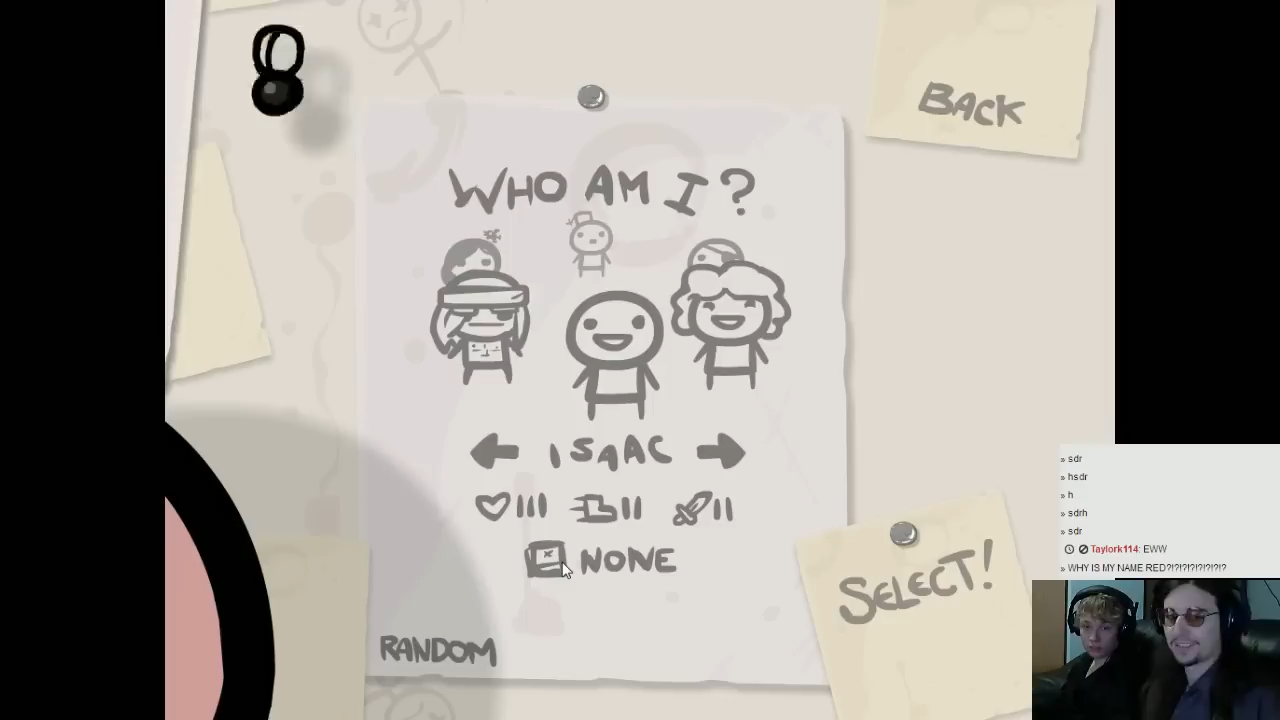 BACK
WHO AM I?
ISAAC
NONE
SELECT!
RANDOM
» sdr
» hsdr
» h
» sdrh
» sdr
Taylork114: EWW
» WHY IS MY NAME RED?!?!?!?!?!?!?